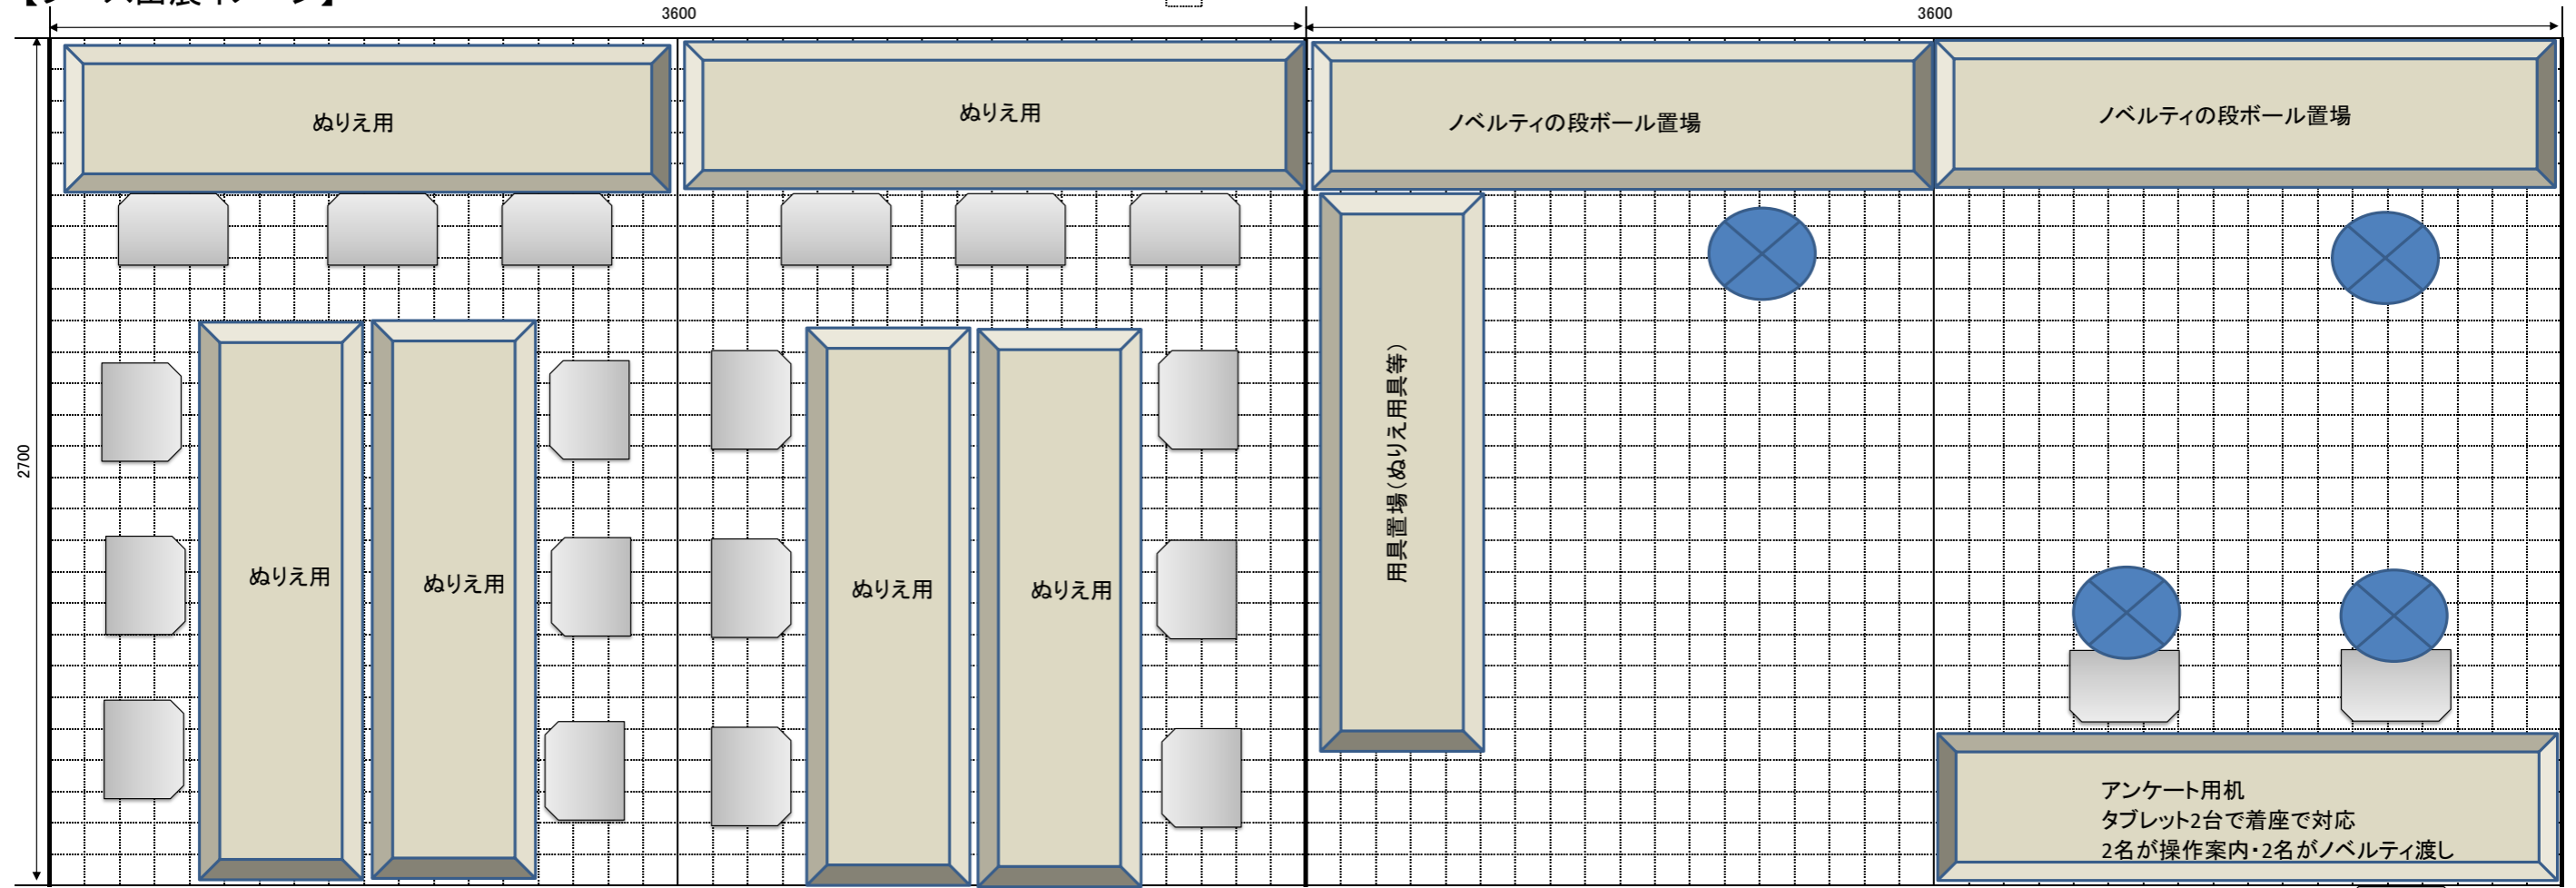 3600
3600
2700
ぬりえ用
ぬりえ用
ノベルティの段ボール置場
ノベルティの段ボール置場
用具置場(ぬりえ用具等)
ぬりえ用
ぬりえ用
ぬりえ用
ぬりえ用
アンケート用机
タブレット2台で着座で対応
2名が操作案内・2名がノベルティ渡し